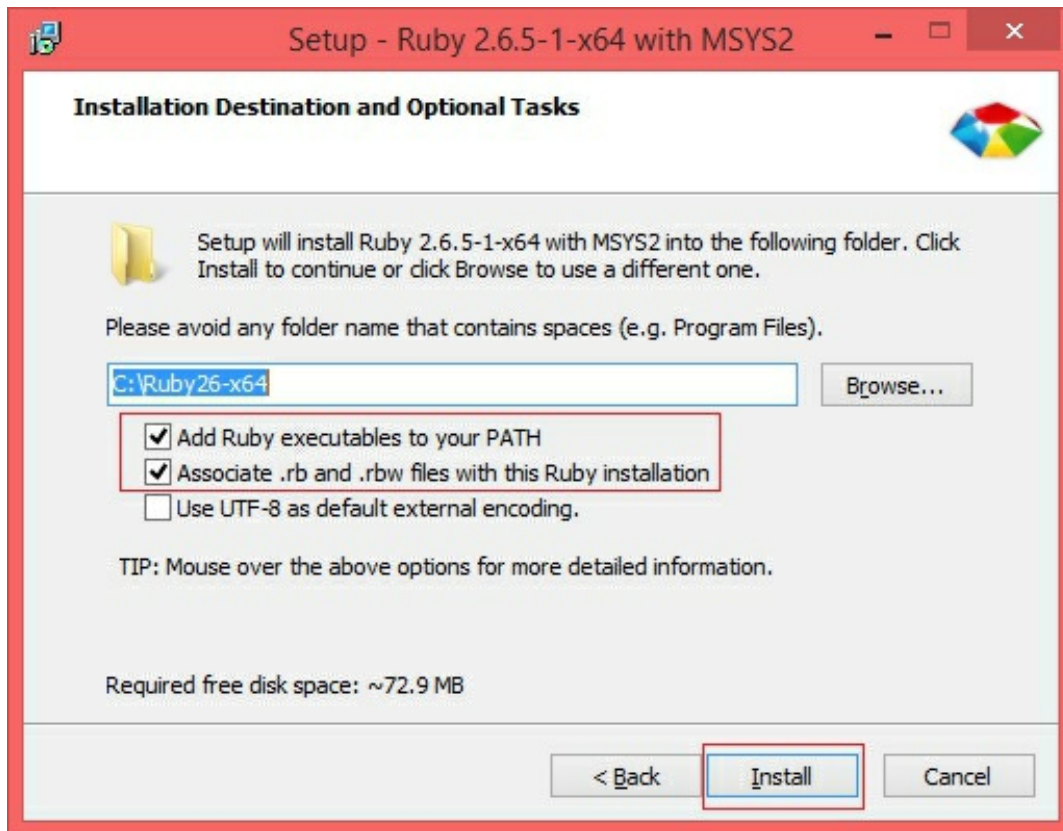 Setup - Ruby 2.6.5-1-x64 with MSYS2
Installation Destination and Optional Tasks
Setup will install Ruby 2.6.5-1-x64 with MSYS2 into the following folder. Click
Install to continue or click Browse to use a different one.
Please avoid any folder name that contains spaces (e.g. Program Files).
C:\Ruby26-x64
Browse...
Add Ruby executables to your PATH
Associate .rb and .rbw files with this Ruby installation
Use UTF-8 as default external encoding.
TIP: Mouse over the above options for more detailed information.
Required free disk space: ~72.9 MB
< Back
Install
Cancel